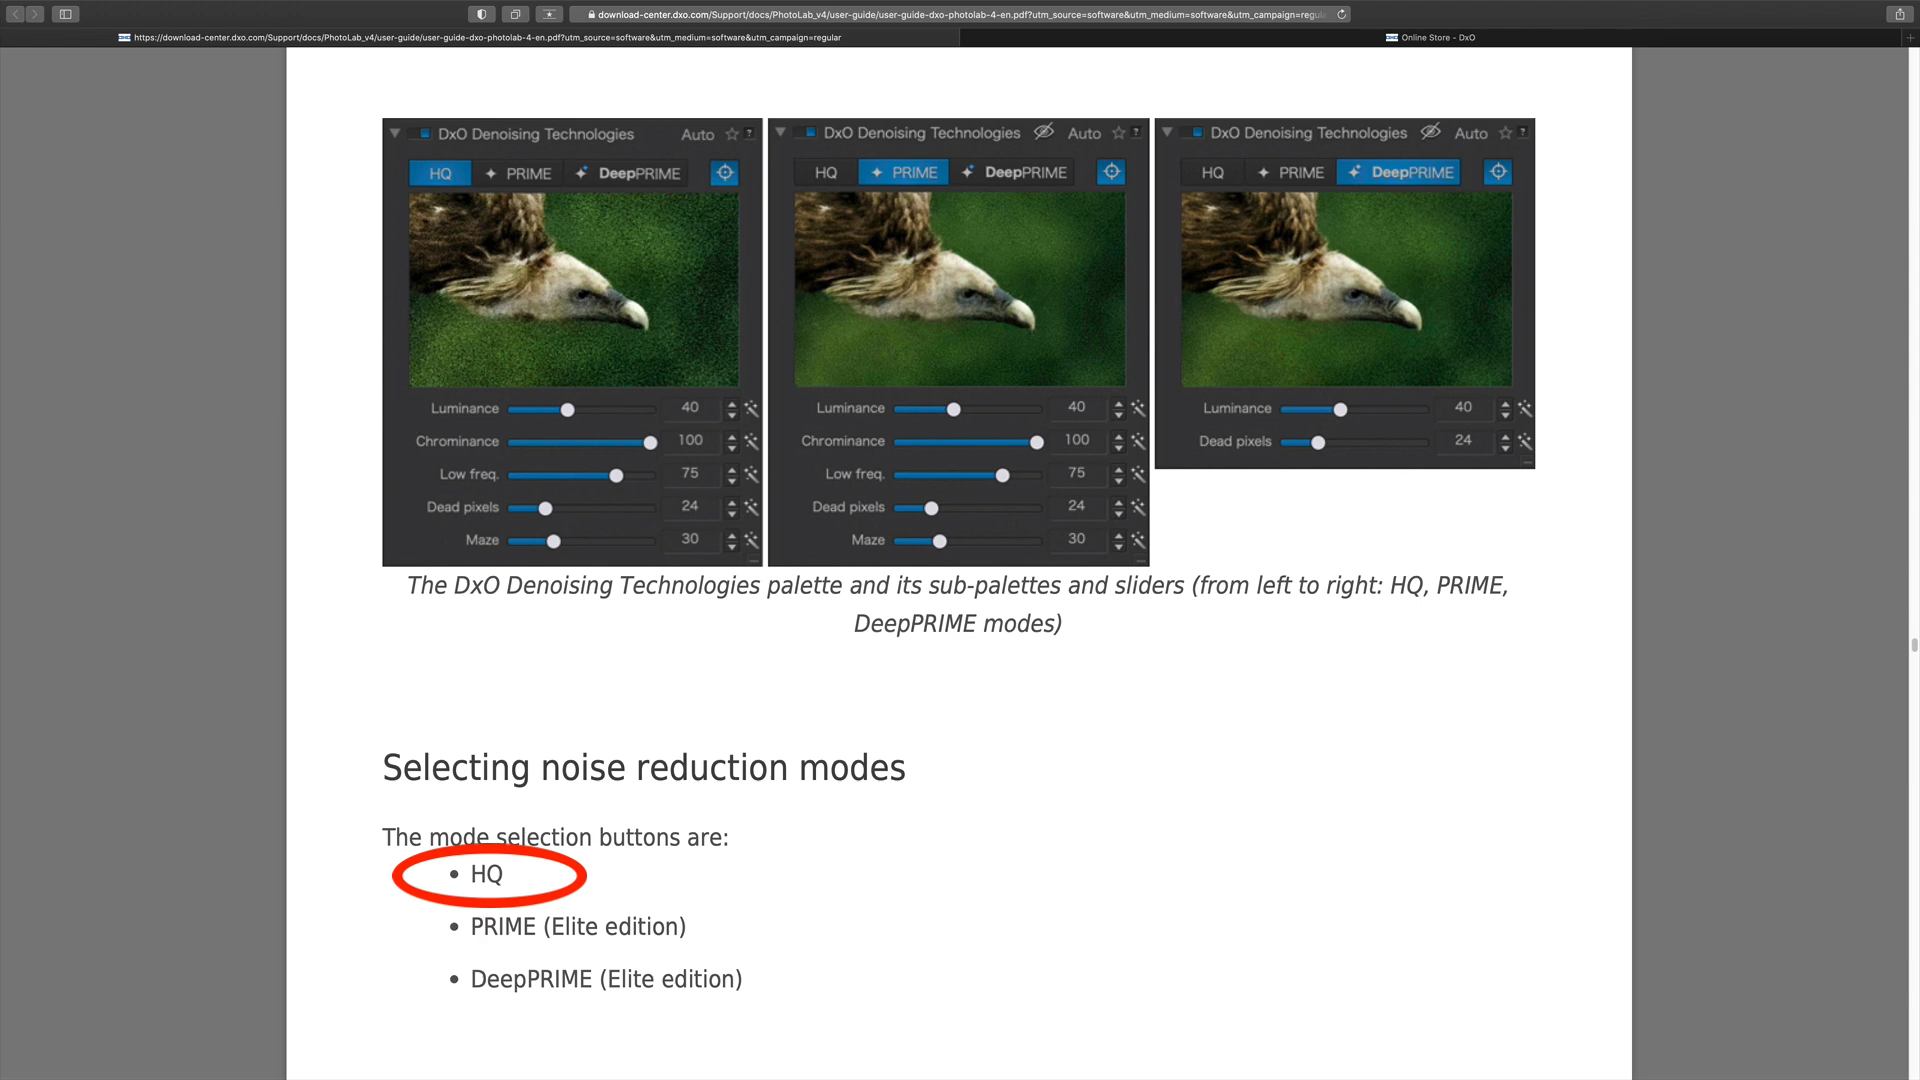 download-center.dxo.com/Support/docs/PhotoLab_v4/user-guide/user-guide-dxo-photolab-4-en.pdf?utm_source=software&utm_medium=software&utm_campaign=regul
https://download-center.dxo.com/Support/docs/PhotoLab_v4/user-guide/user-guide-dxo-photolab-4-en.pdf?utm_source=software&utm_medium=software&utm_campaign=regular
Online Store - DxO
DxO Denoising Technologies Auto ?
HQ PRIME DeepPRIME
Luminance 40
Chrominance 100
Low freq. 75
Dead pixels 24
Maze 30
DxO Denoising Technologies Auto ?
HQ PRIME DeepPRIME
Luminance 40
Chrominance 100
Low freq. 75
Dead pixels 24
Maze 30
DxO Denoising Technologies Auto ?
HQ PRIME DeepPRIME
Luminance 40
Dead pixels 24
The DxO Denoising Technologies palette and its sub-palettes and sliders (from left to right: HQ, PRIME,
DeepPRIME modes)
Selecting noise reduction modes
The mode selection buttons are:
• HQ
• PRIME (Elite edition)
• DeepPRIME (Elite edition)